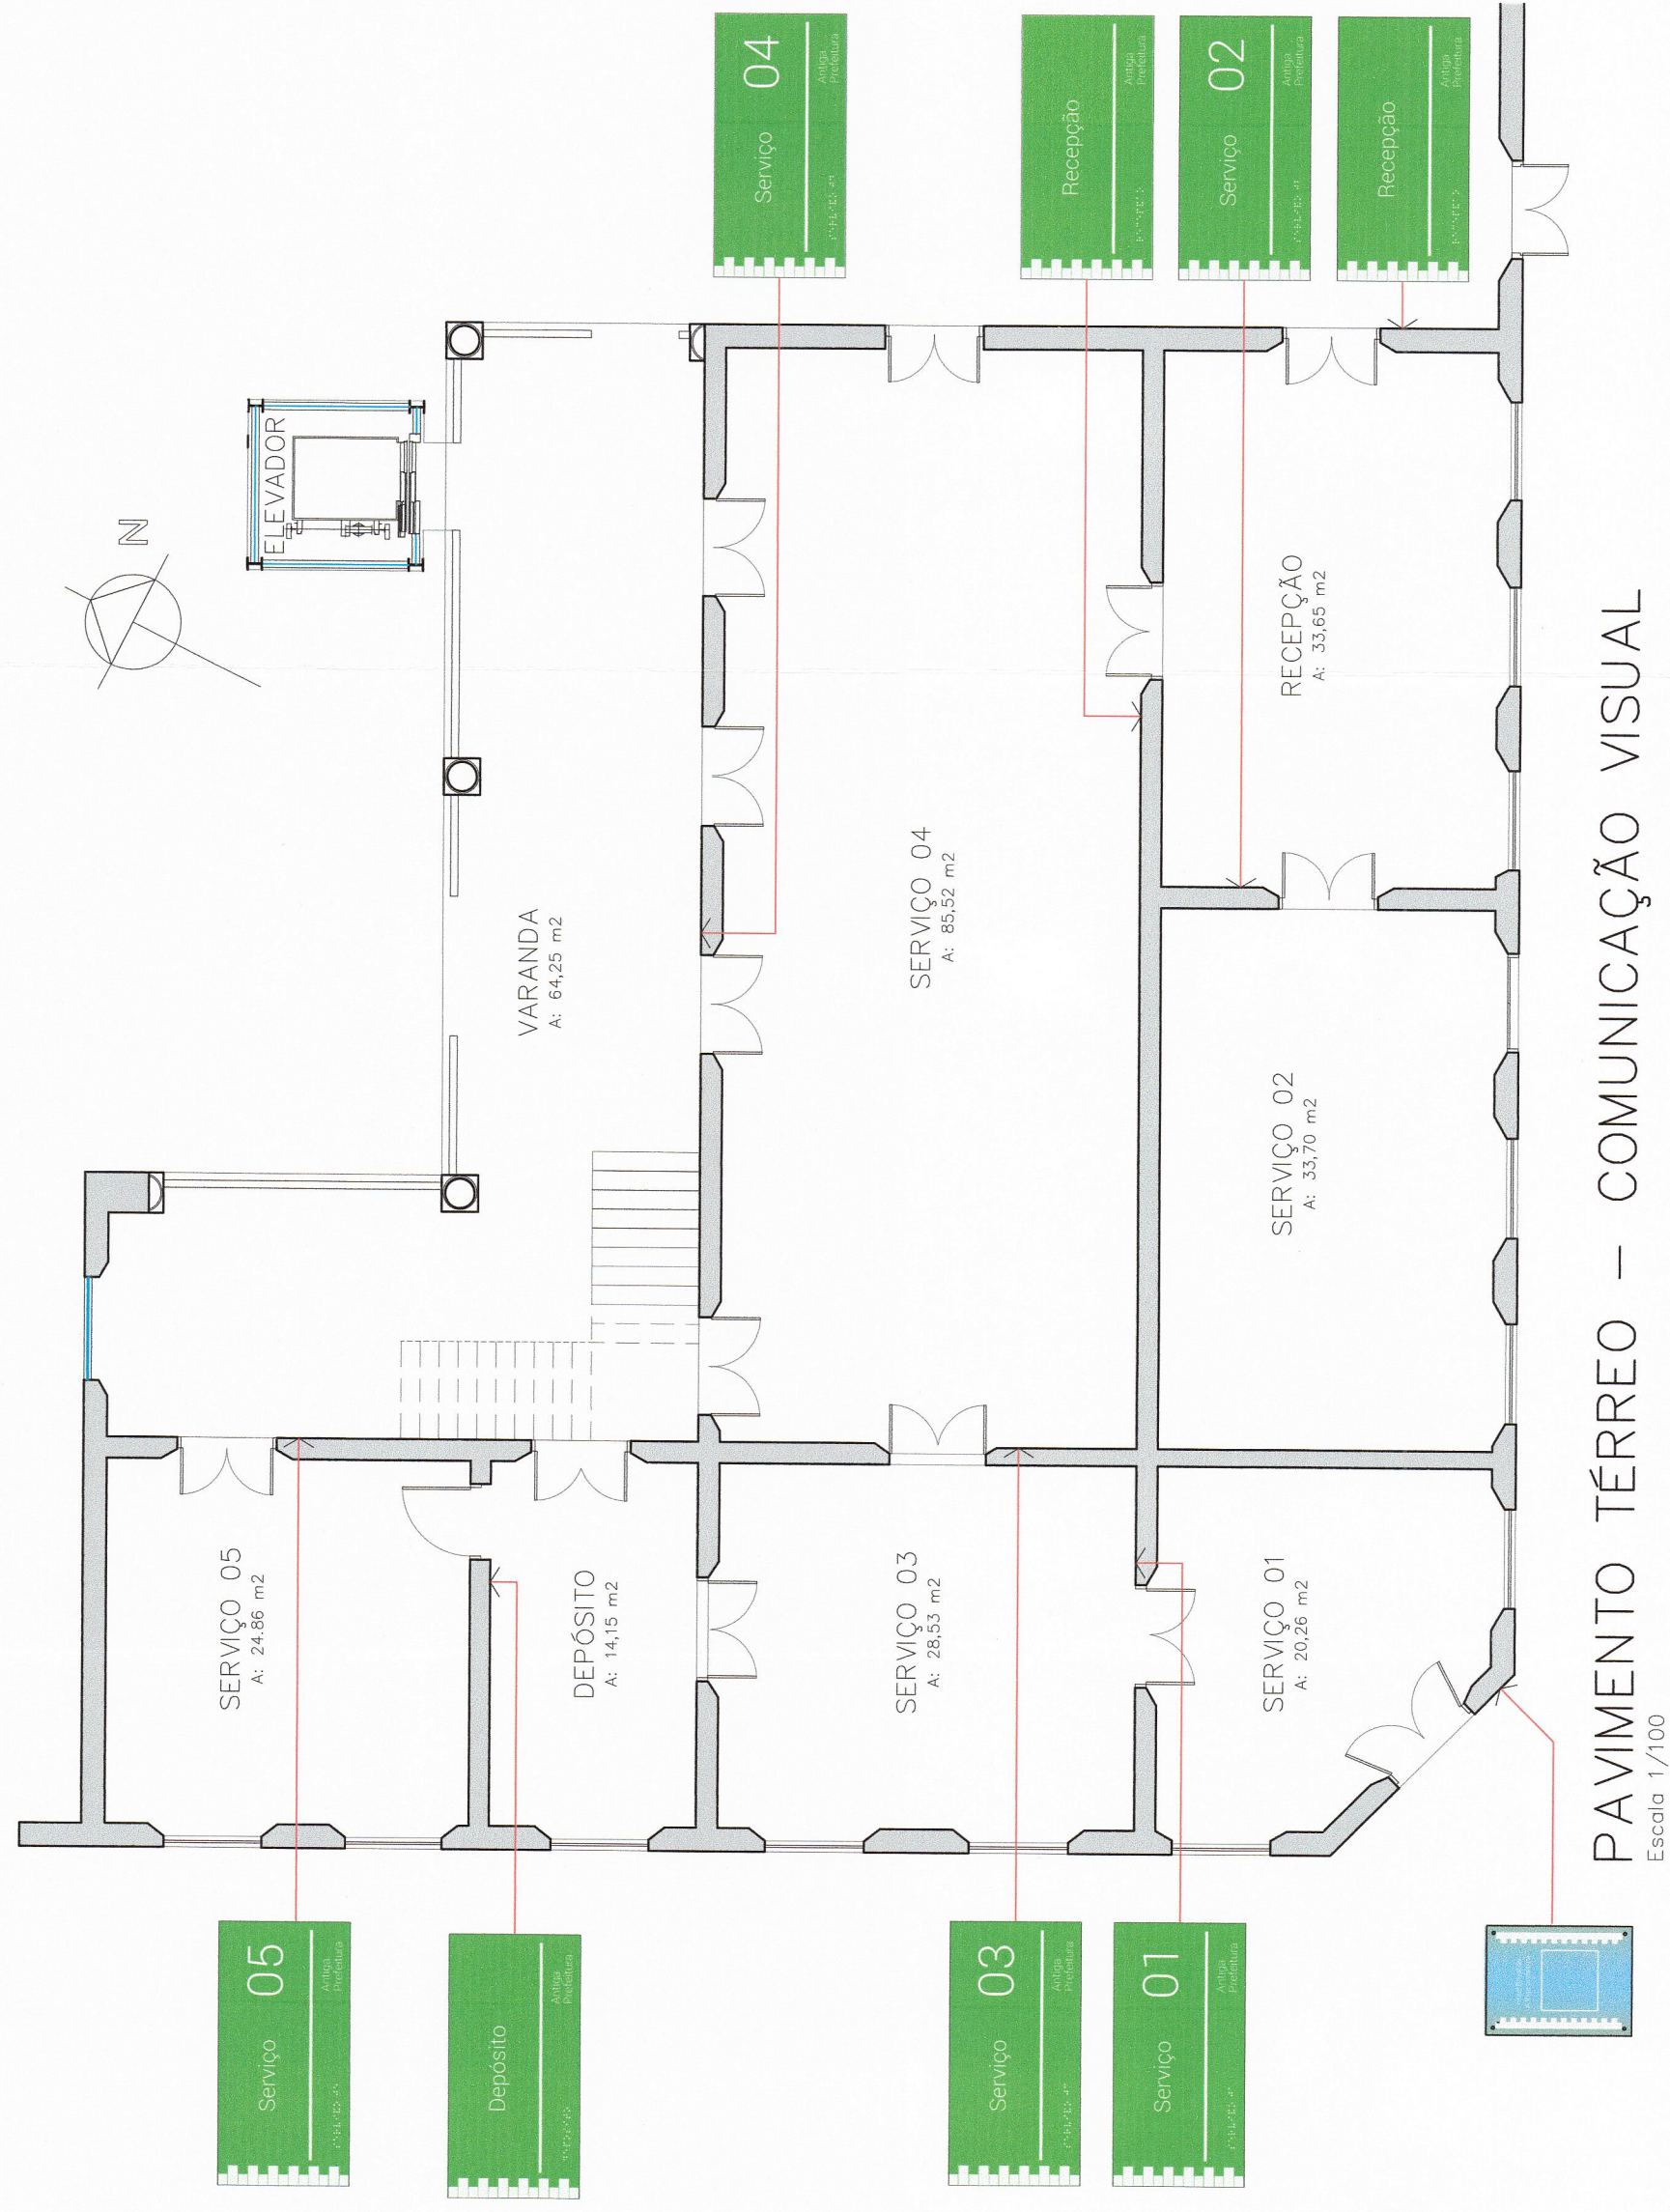 Serviço 04
Antiga
Prefeitura
Recepção
Antiga
Prefeitura
Serviço 02
Antiga
Prefeitura
Recepção
Antiga
Prefeitura
N
ELEVADOR
VARANDA
A: 64,25 m2
SERVIÇO 04
A: 85,52 m2
RECEPÇÃO
A: 33,65 m2
SERVIÇO 02
A: 33,70 m2
SERVIÇO 05
A: 24.86 m2
DEPÓSITO
A: 14,15 m2
SERVIÇO 03
A: 28,53 m2
SERVIÇO 01
A: 20,26 m2
Serviço 05
Antiga
Prefeitura
Depósito
Antiga
Prefeitura
Serviço 03
Antiga
Prefeitura
Serviço 01
Antiga
Prefeitura
PAVIMENTO TÉRREO – COMUNICAÇÃO VISUAL
Escala 1/100